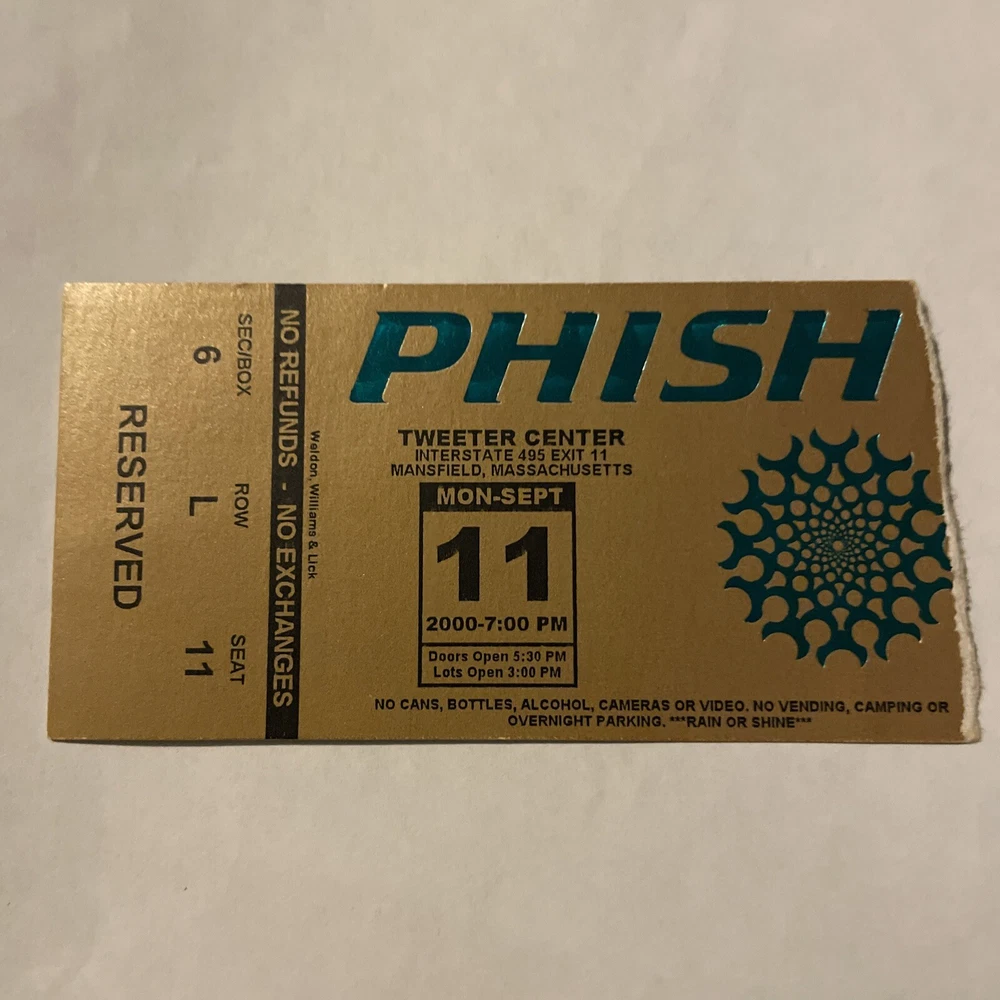 PHISH
TWEETER CENTER
INTERSTATE 495 EXIT 11
MANSFIELD, MASSACHUSETTS
MON-SEPT
11
2000-7:00 PM
Doors Open 5:30 PM
Lots Open 3:00 PM
NO CANS, BOTTLES, ALCOHOL, CAMERAS OR VIDEO. NO VENDING, CAMPING OR
OVERNIGHT PARKING. ***RAIN OR SHINE***
Weldon, Williams & Lick
NO REFUNDS - NO EXCHANGES
SEC/BOX ROW SEAT
6 L 11
RESERVED